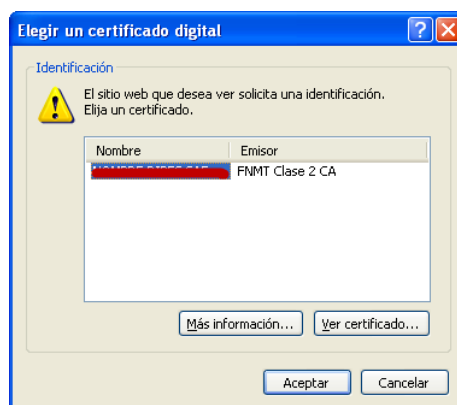 Elegir un certificado digital
Identificación
El sitio web que desea ver solicita una identificación.
Elija un certificado.
Nombre Emisor
FNMT Clase 2 CA
Más información... Ver certificado...
Aceptar Cancelar